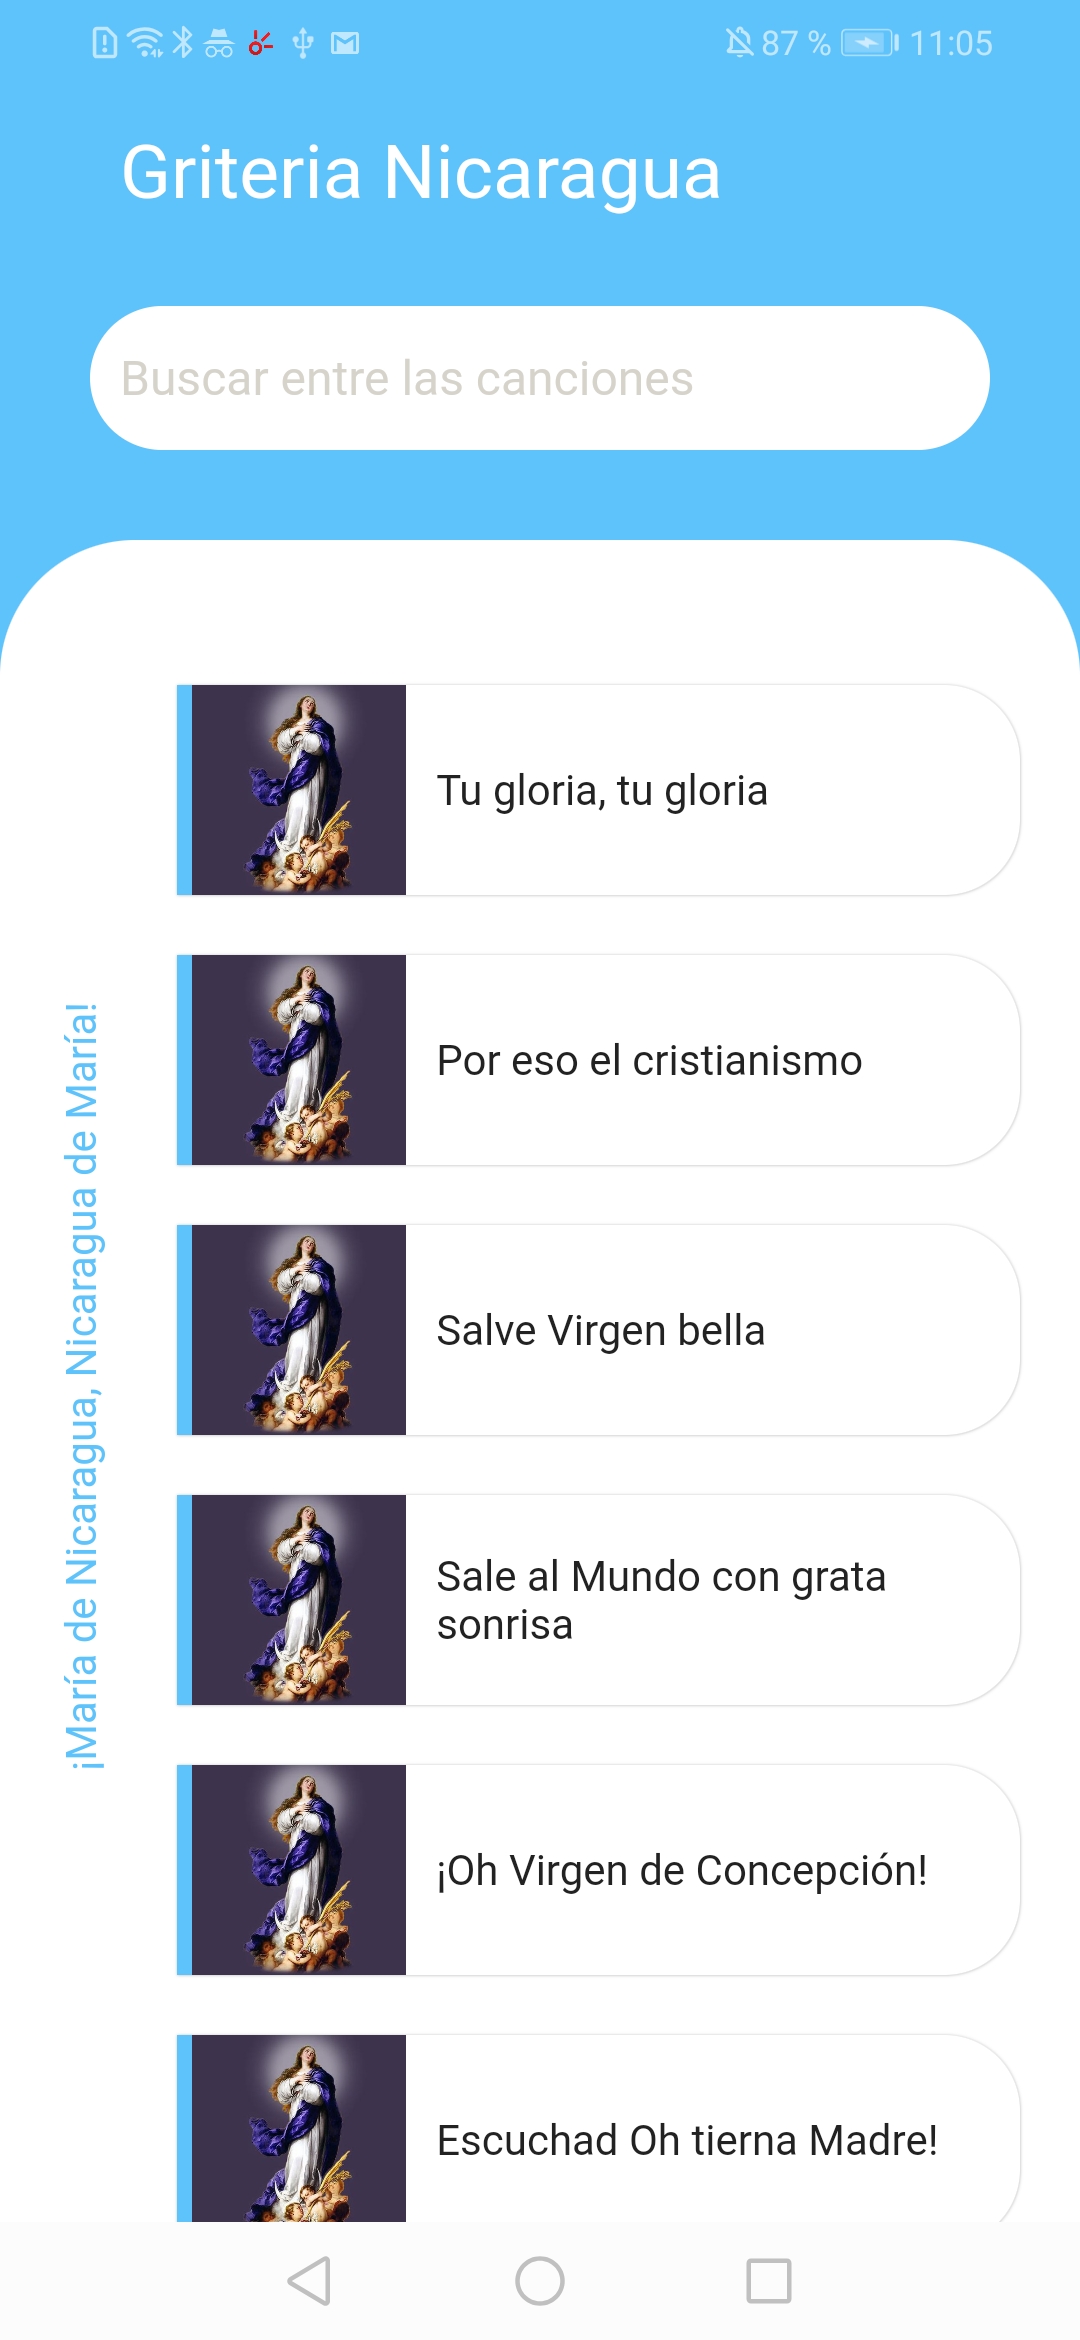 87 % 11:05
Griteria Nicaragua
Buscar entre las canciones
¡María de Nicaragua, Nicaragua de María!
Tu gloria, tu gloria
Por eso el cristianismo
Salve Virgen bella
Sale al Mundo con grata
sonrisa
¡Oh Virgen de Concepción!
Escuchad Oh tierna Madre!